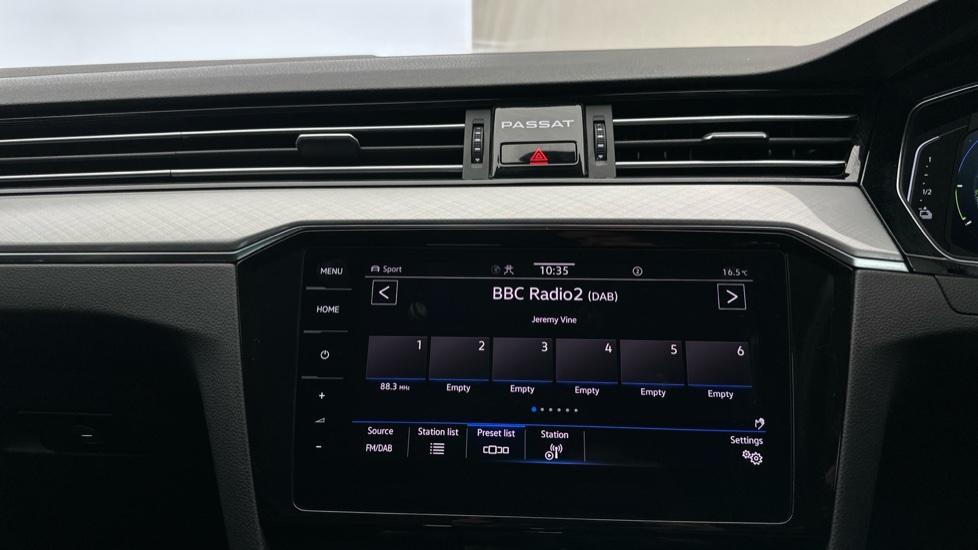 PASSAT
1
1/2
MENU
Sport
10:35
16.5°C
BBC Radio2 (DAB)
HOME
Jeremy Vine
1 2 3 4 5 6
88.3 MHz Empty Empty Empty Empty Empty
Source Station list Preset list Station Settings
FM/DAB